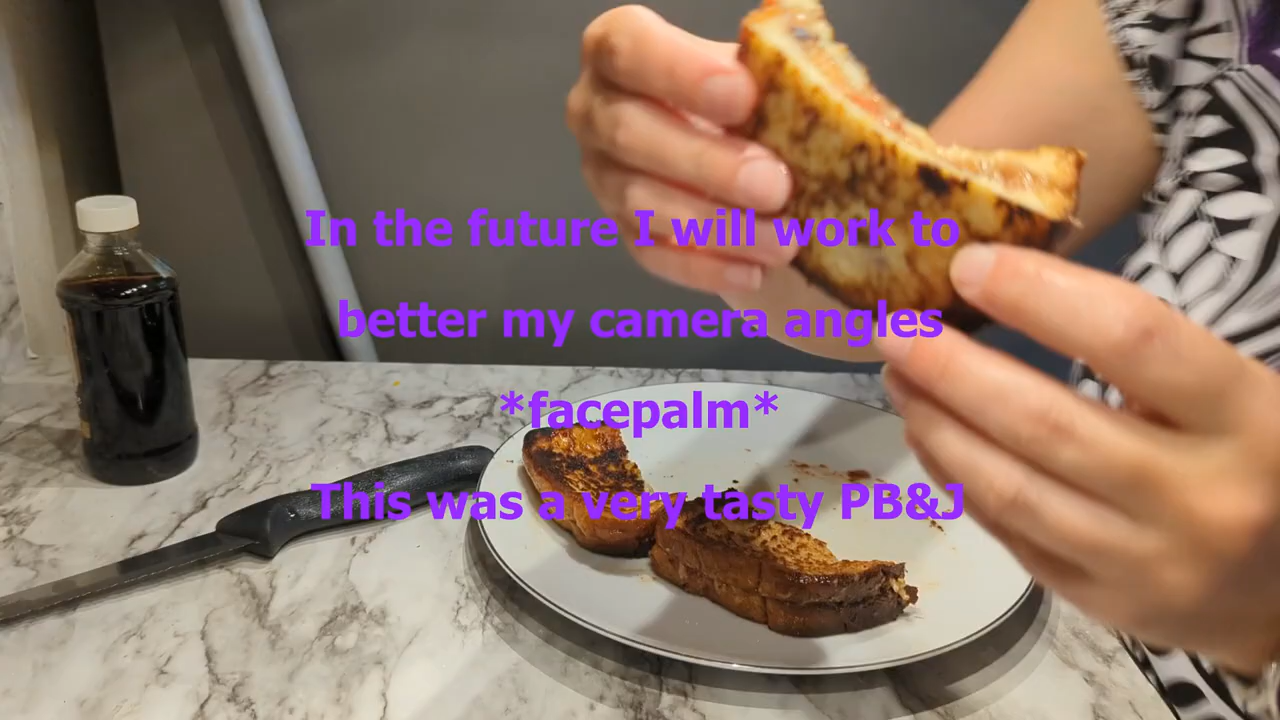 In the future I will work to
better my camera angles
*facepalm*
This was a very tasty PB&J